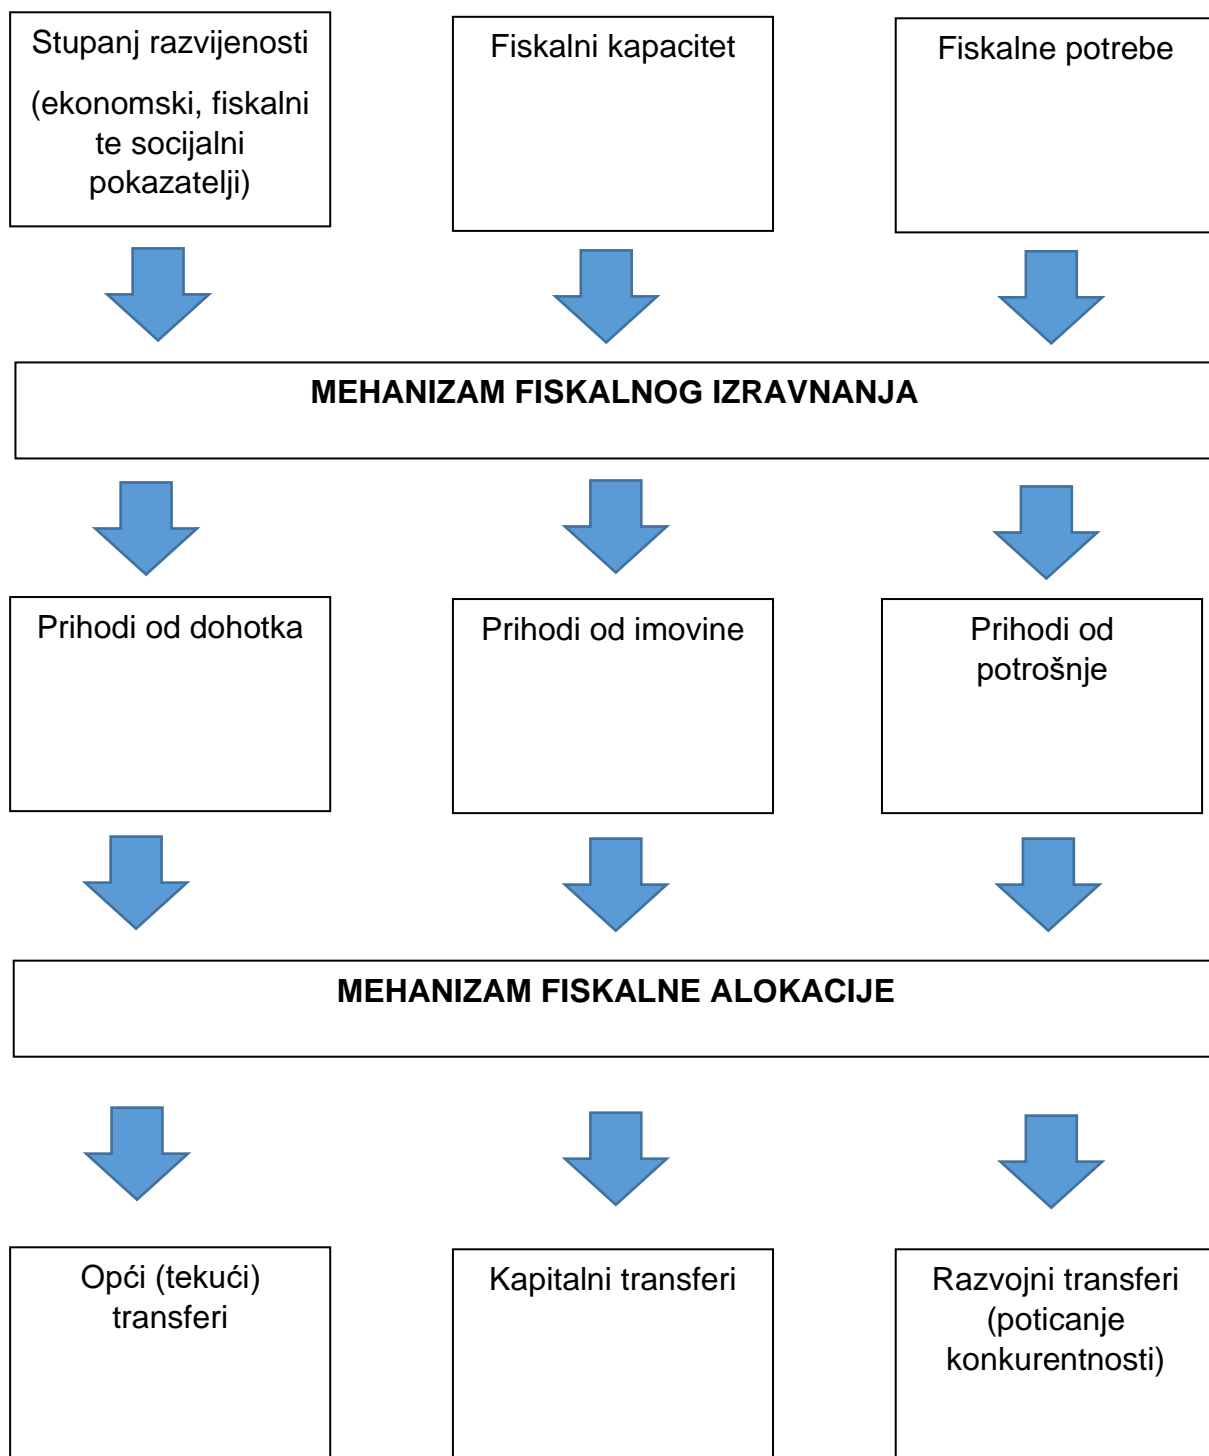 Stupanj razvijenosti
(ekonomski, fiskalni
te socijalni
pokazatelji)
Fiskalni kapacitet
Fiskalne potrebe
MEHANIZAM FISKALNOG IZRAVNANJA
Prihodi od dohotka
Prihodi od imovine
Prihodi od
potrošnje
MEHANIZAM FISKALNE ALOKACIJE
Opći (tekući)
transferi
Kapitalni transferi
Razvojni transferi
(poticanje
konkurentnosti)